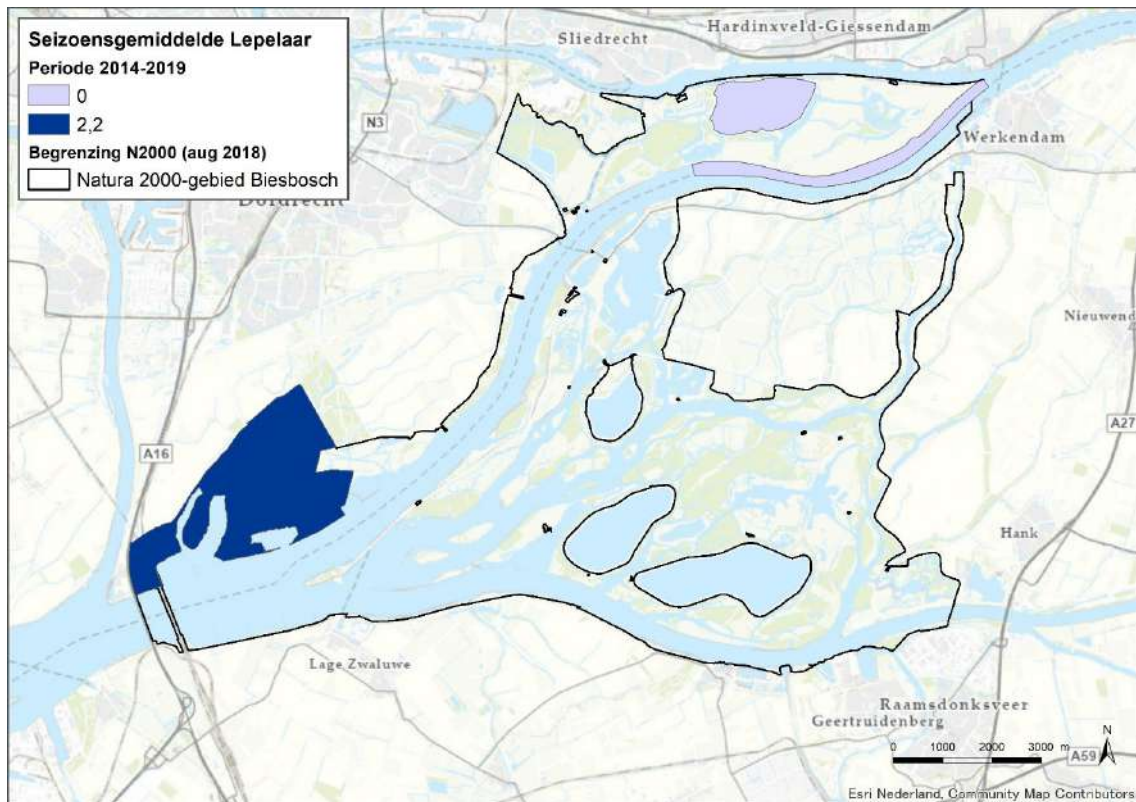 Seizoensgemiddelde Lepelaar
Periode 2014-2019
0
2,2
Begrenzing N2000 (aug 2018)
Natura 2000-gebied Biesbosch
Hardinxveld-Giessendam
Sliedrecht
N3
Werkendam
Dordrecht
Nieuwend
A16
A27
Hank
Lage Zwaluwe
Raamsdonksveer
Geertruidenberg
N
0 1000 2000 3000 m
A59
Esri Nederland, Community Map Contributors